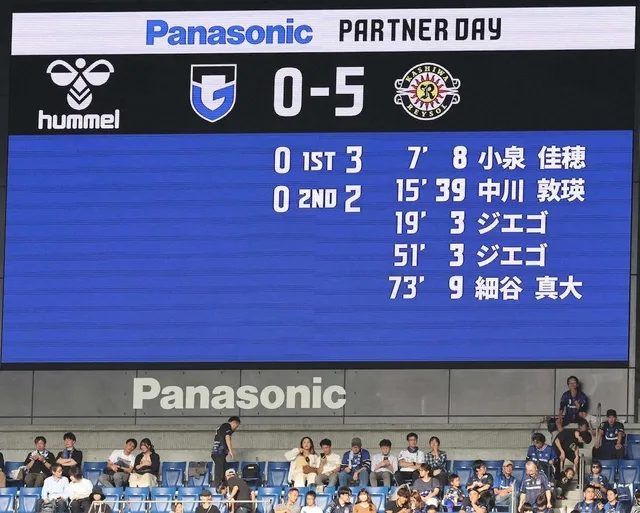 Panasonic PARTNER DAY
hummel G 0-5 KASHIWA R REYSOL
0 1ST 3
0 2ND 2
7' 8 小泉 佳穂
15' 39 中川 敦瑛
19' 3 ジエゴ
51' 3 ジエゴ
73' 9 細谷 真大
Panasonic